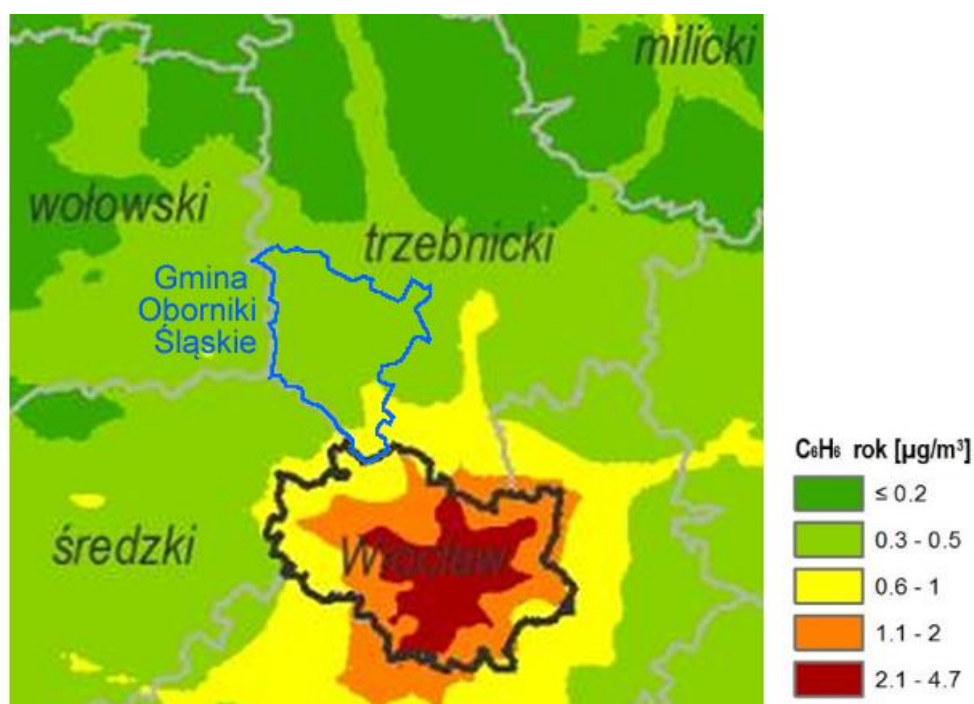 milicki
wołowski
trzebnicki
Gmina
Oborniki
Śląskie
średzki
Wrocław
C₆H₆ rok [µg/m³]
≤ 0.2
0.3 - 0.5
0.6 - 1
1.1 - 2
2.1 - 4.7